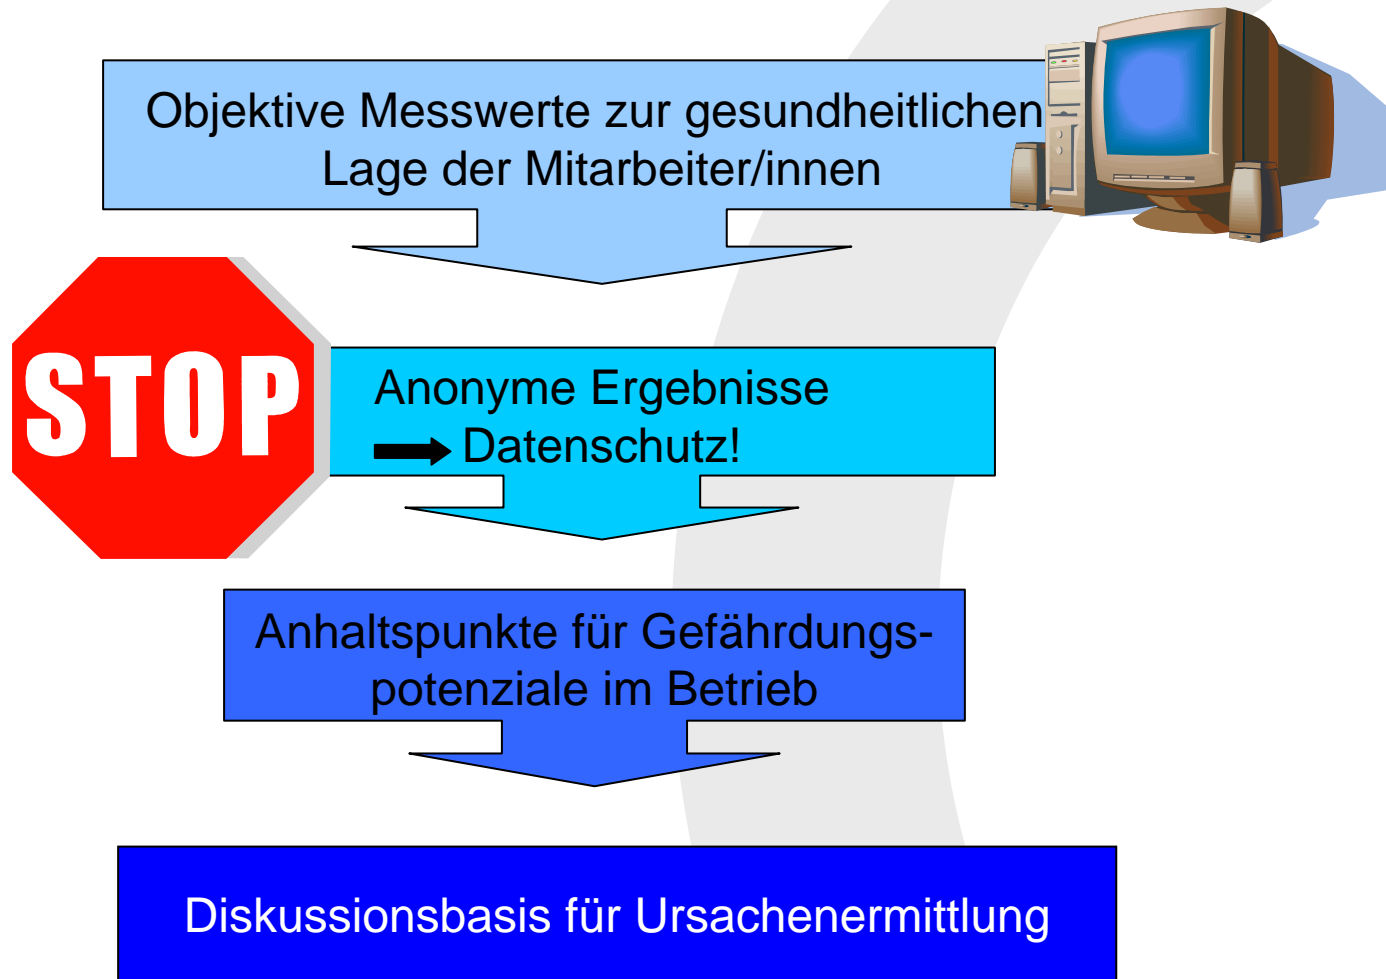 Objektive Messwerte zur gesundheitlichen
Lage der Mitarbeiter/innen
STOP
Anonyme Ergebnisse
Datenschutz!
Anhaltspunkte für Gefährdungs-
potenziale im Betrieb
Diskussionsbasis für Ursachenermittlung